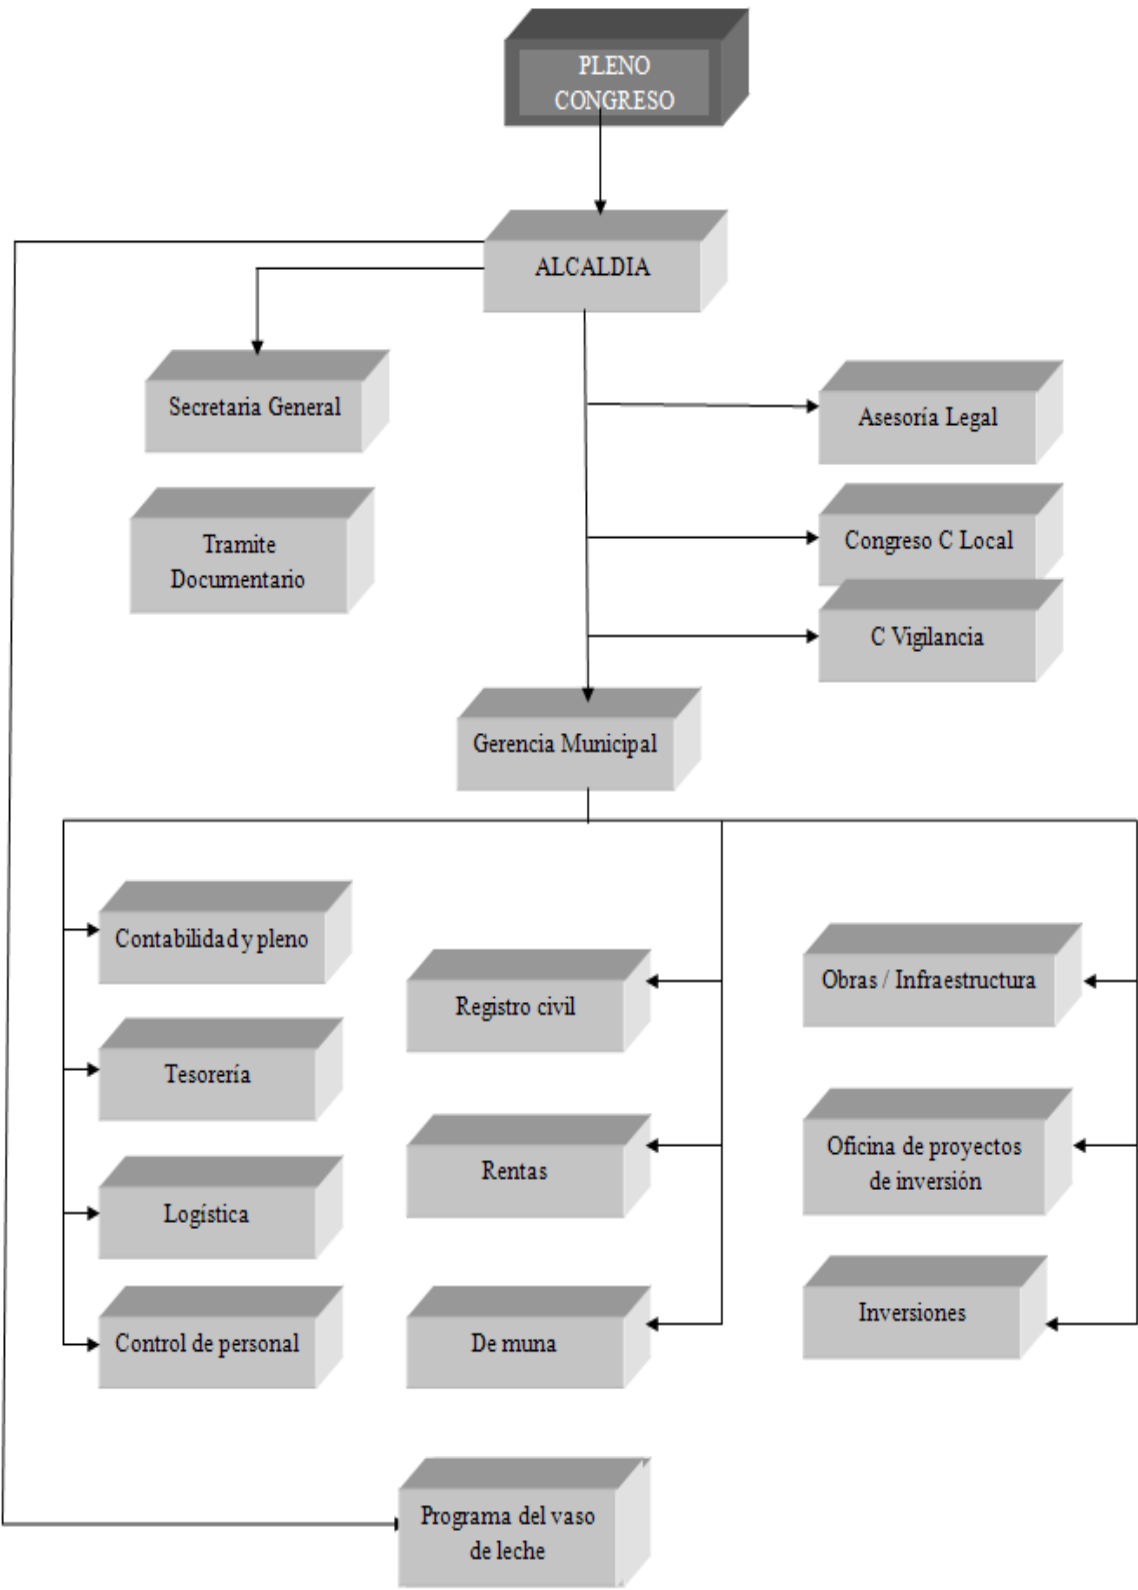 PLENO
CONGRESO
ALCALDIA
Secretaria General
Asesoría Legal
Tramite
Documentario
Congreso C Local
C Vigilancia
Gerencia Municipal
Contabilidad y pleno
Registro civil
Obras / Infraestructura
Tesorería
Rentas
Oficina de proyectos
de inversión
Logística
Control de personal
De muna
Inversiones
Programa del vaso
de leche